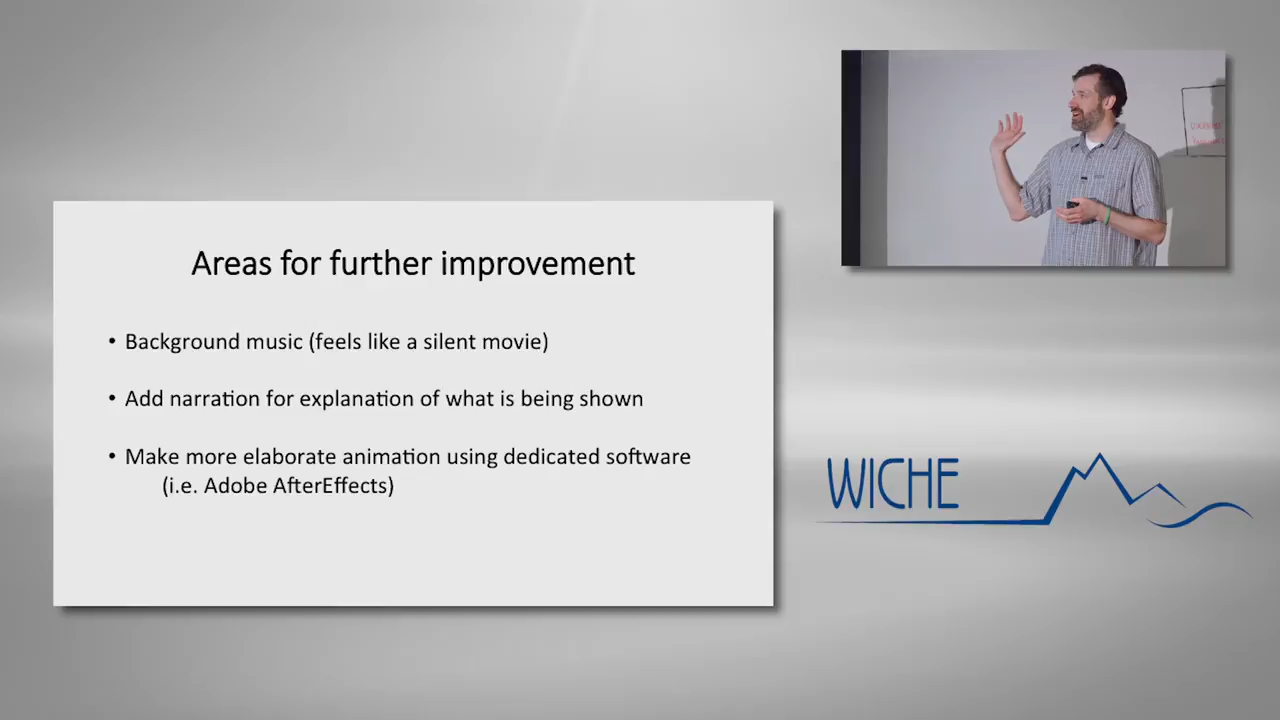 Areas for further improvement
• Background music (feels like a silent movie)
• Add narration for explanation of what is being shown
• Make more elaborate animation using dedicated software
(i.e. Adobe AfterEffects)
WICHE